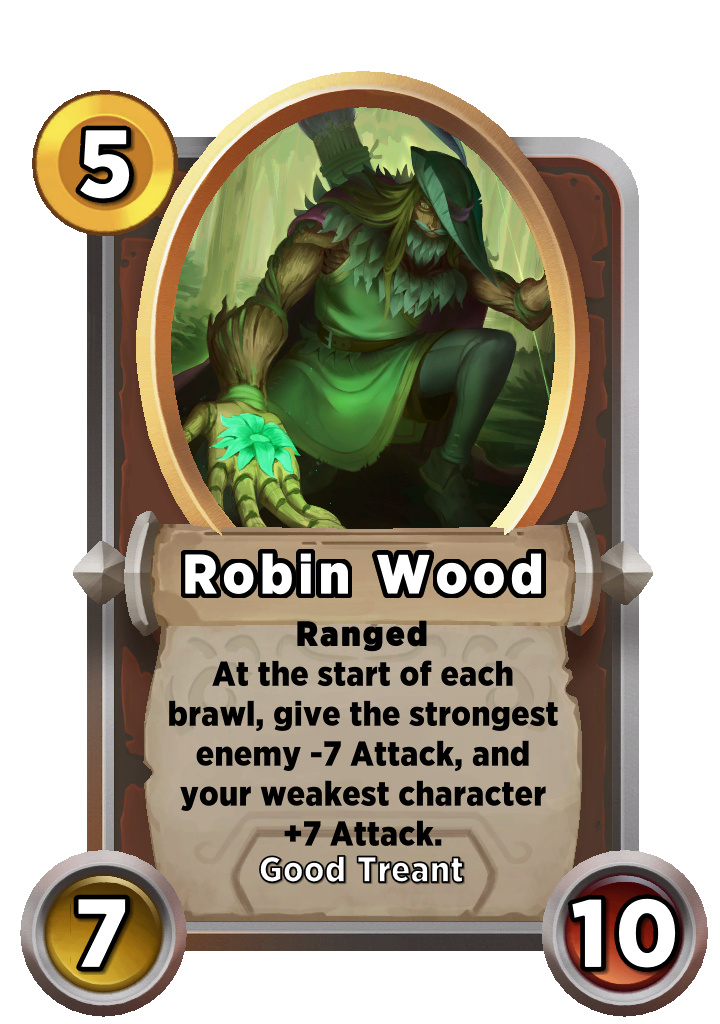 5
Robin Wood
Ranged
At the start of each
brawl, give the strongest
enemy -7 Attack, and
your weakest character
+7 Attack.
Good Treant
7
10